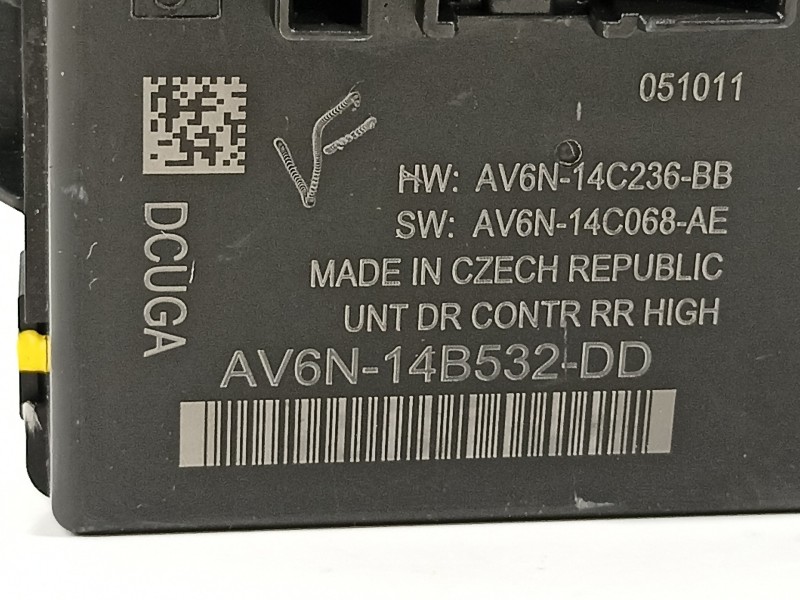 051011
HW: AV6N-14C236-BB
SW: AV6N-14C068-AE
MADE IN CZECH REPUBLIC
UNT DR CONTR RR HIGH
AV6N-14B532-DD
DCUGA